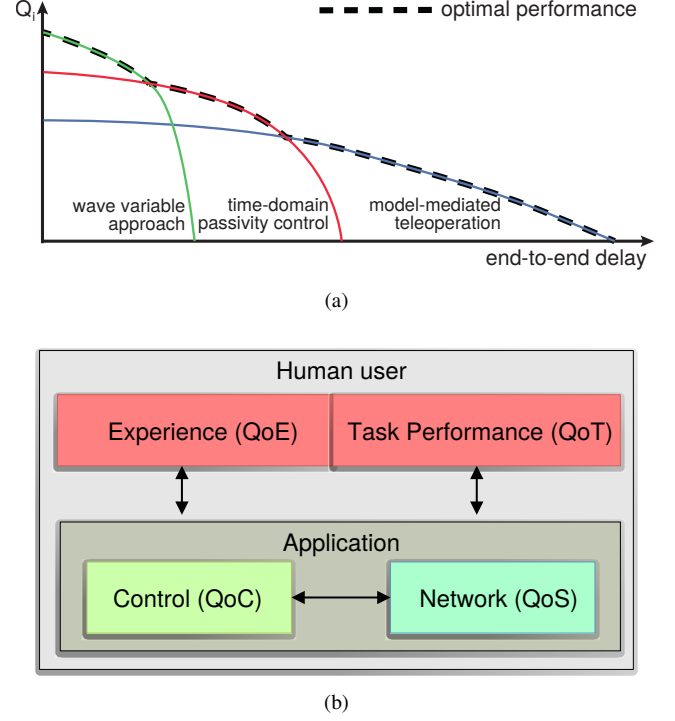 Qi
optimal performance
wave variable
approach
time-domain
passivity control
model-mediated
teleoperation
end-to-end delay
(a)
Human user
Experience (QoE)
Task Performance (QoT)
Application
Control (QoC)
Network (QoS)
(b)